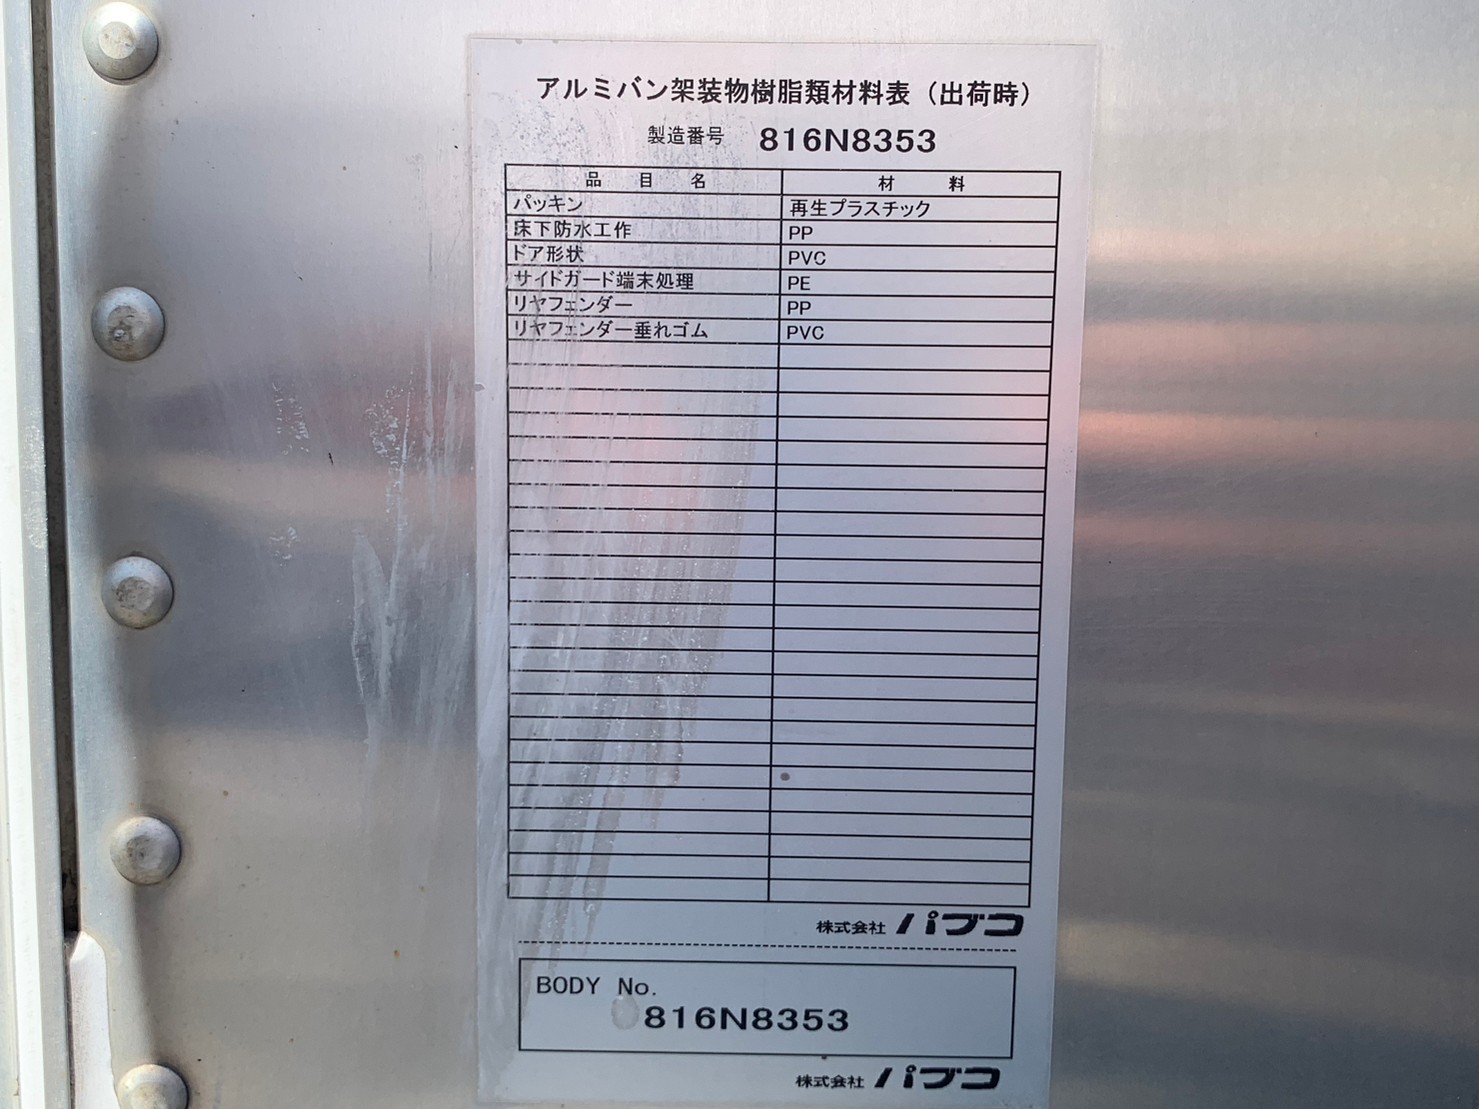 アルミバン架装物樹脂類材料表（出荷時）
製造番号 816N8353
品目名 材料
パッキン 再生プラスチック
床下防水工作 PP
ドア形状 PVC
サイドガード端末処理 PE
リヤフェンダー PP
リヤフェンダー垂れゴム PVC
株式会社 パブコ
BODY No.
816N8353
株式会社 パブコ